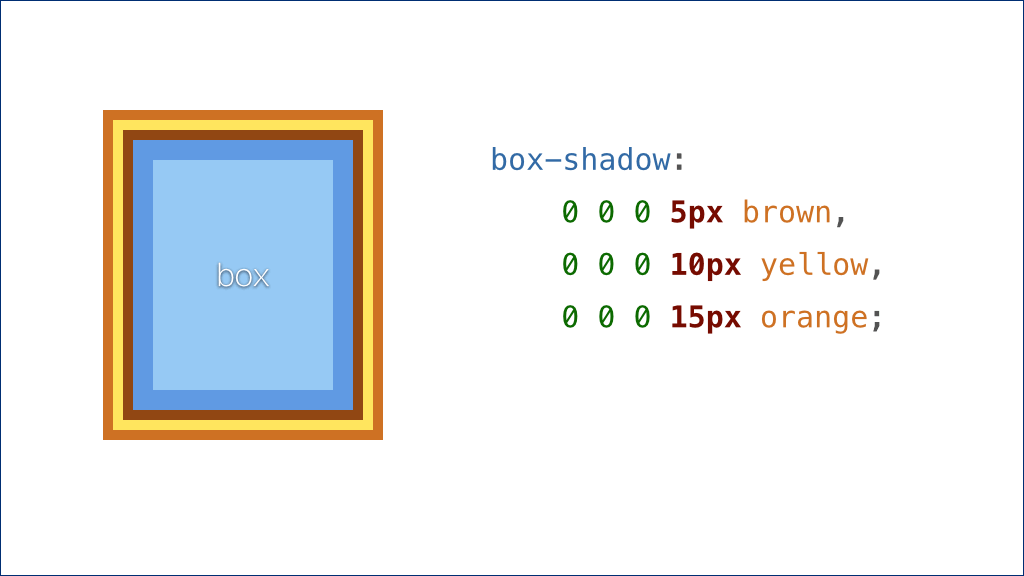 box
box-shadow:
0 0 0 5px brown,
0 0 0 10px yellow,
0 0 0 15px orange;